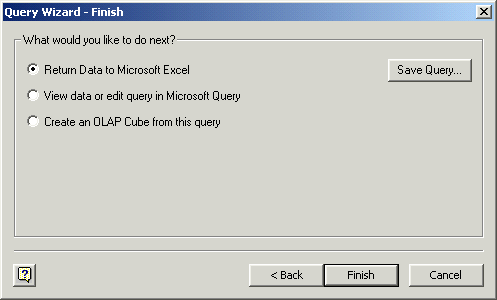 Query Wizard - Finish
What would you like to do next?
Return Data to Microsoft Excel
Save Query...
View data or edit query in Microsoft Query
Create an OLAP Cube from this query
< Back
Finish
Cancel